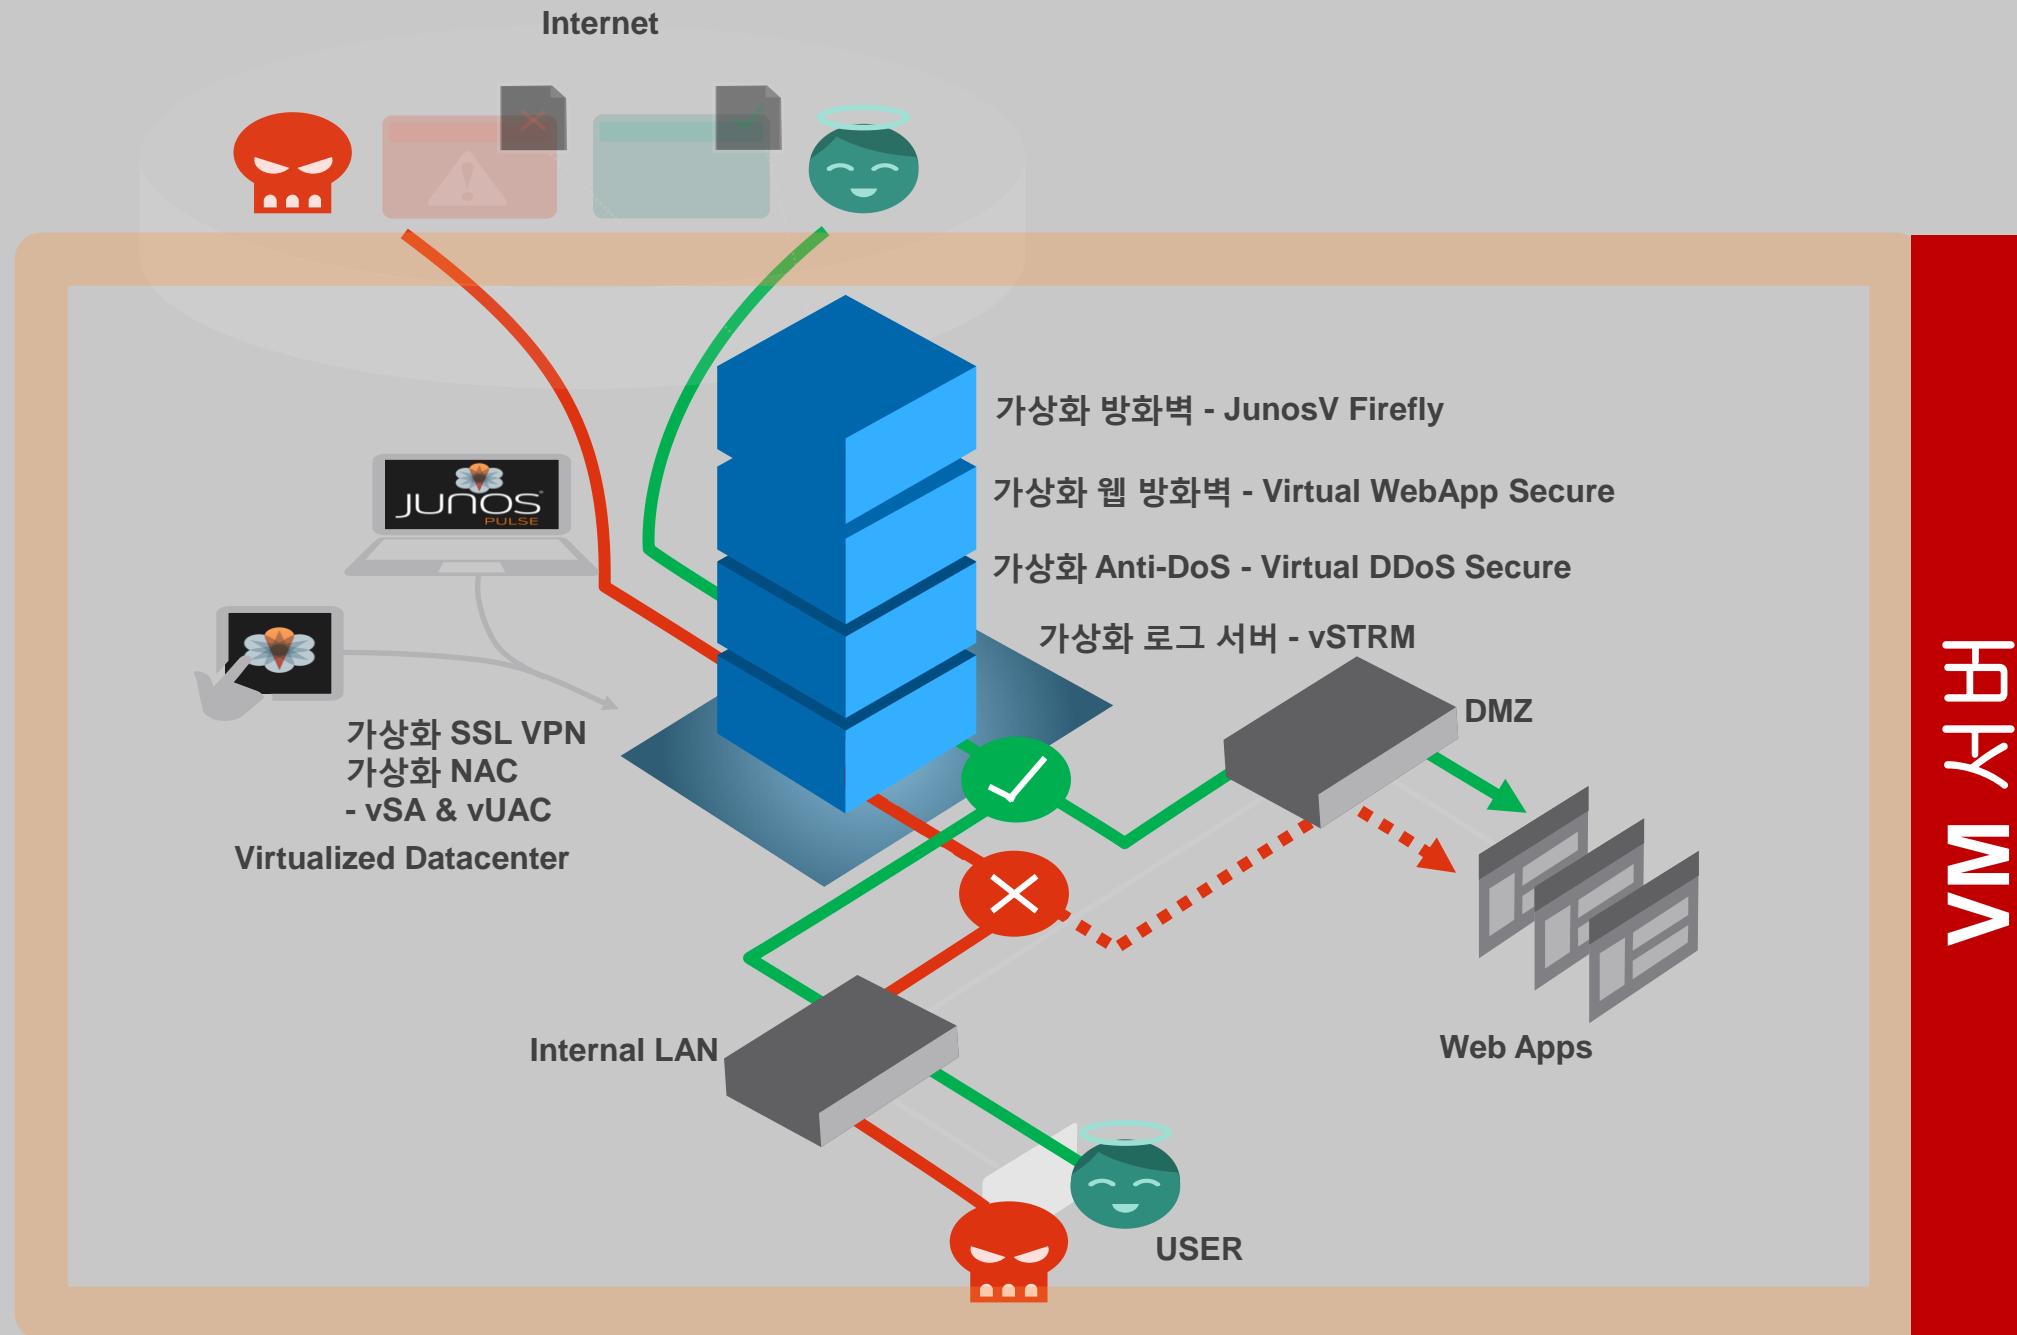 Internet
가상화 방화벽 - JunosV Firefly
가상화 웹 방화벽 - Virtual WebApp Secure
가상화 Anti-DoS - Virtual DDoS Secure
가상화 로그 서버 - vSTRM
JUNOS
PULSE
가상화 SSL VPN
가상화 NAC
- vSA & vUAC
Virtualized Datacenter
DMZ
Internal LAN
Web Apps
USER
VM 서버